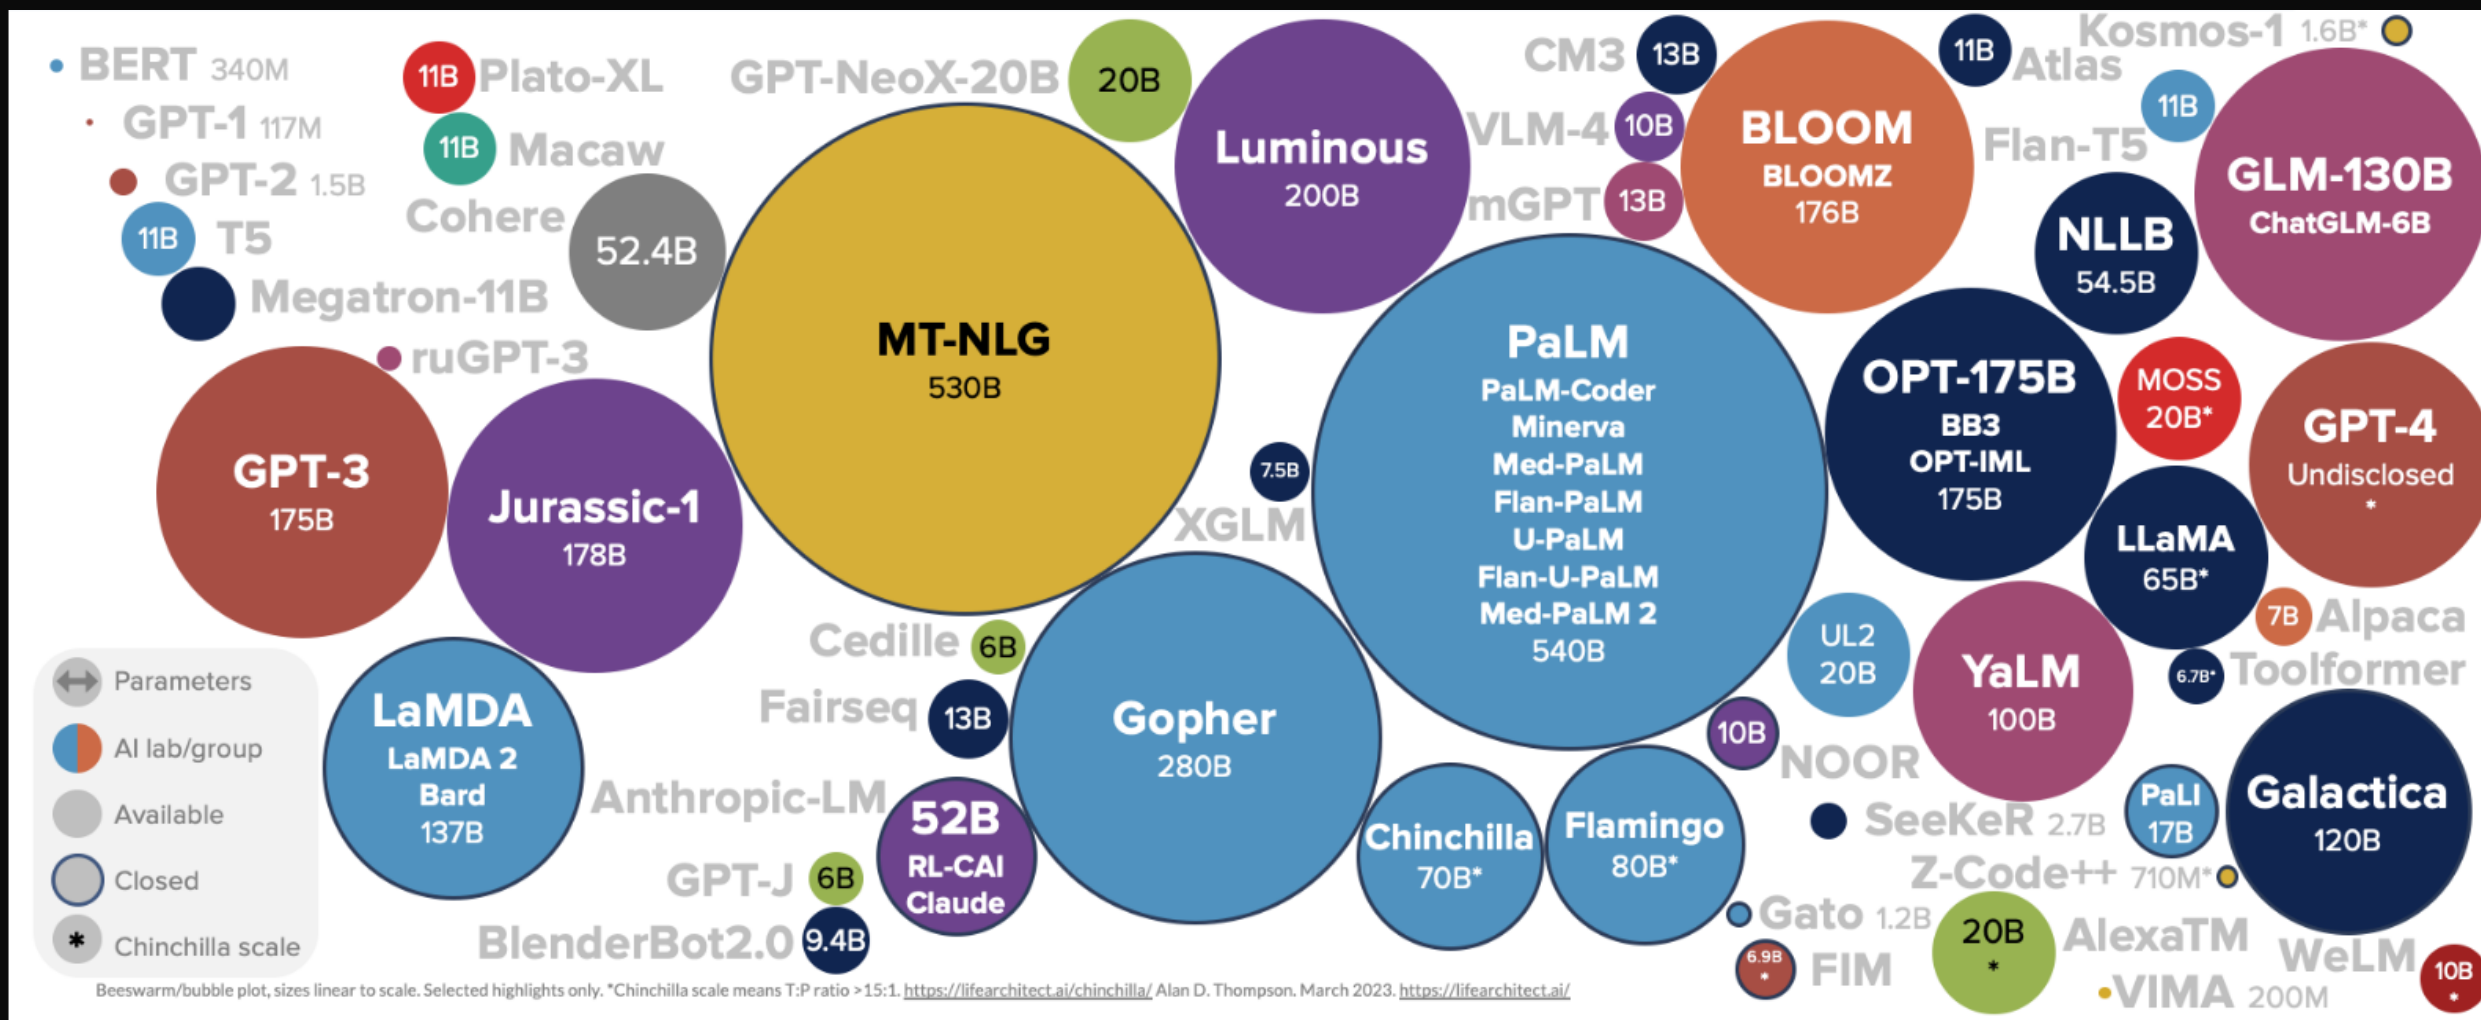 BERT 340M
GPT-1 117M
GPT-2 1.5B
11B T5
Megatron-11B
ruGPT-3
11B Plato-XL
11B Macaw
Cohere
52.4B
GPT-NeoX-20B 20B
GPT-3
175B
Jurassic-1
178B
MT-NLG
530B
Luminous
200B
CM3 13B
VLM-4 10B
mGPT 13B
BLOOM
BLOOMZ
176B
11B Atlas
Kosmos-1 1.6B*
11B
Flan-T5
GLM-130B
ChatGLM-6B
NLLB
54.5B
PaLM
PaLM-Coder
Minerva
Med-PaLM
Flan-PaLM
U-PaLM
Flan-U-PaLM
Med-PaLM 2
540B
7.5B
XGLM
OPT-175B
BB3
OPT-IML
175B
MOSS
20B*
GPT-4
Undisclosed
*
LLaMA
65B*
7B Alpaca
6.7B* Toolformer
UL2
20B
YaLM
100B
Cedille 6B
Fairseq 13B
Gopher
280B
LaMDA
LaMDA 2
Bard
137B
Anthropic-LM
52B
RL-CAI
Claude
GPT-J 6B
BlenderBot2.0 9.4B
Chinchilla
70B*
Flamingo
80B*
10B
NOOR
SeeKeR 2.7B
PaLI
17B
Galactica
120B
Z-Code++ 710M*
Gato 1.2B
6.9B
*
FIM
20B
*
AlexaTM
WeLM
10B
*
VIMA 200M
Parameters
AI lab/group
Available
Closed
* Chinchilla scale
Beeswarm/bubble plot, sizes linear to scale. Selected highlights only. *Chinchilla scale means T:P ratio >15:1. https://lifearchitect.ai/chinchilla/ Alan D. Thompson. March 2023. https://lifearchitect.ai/